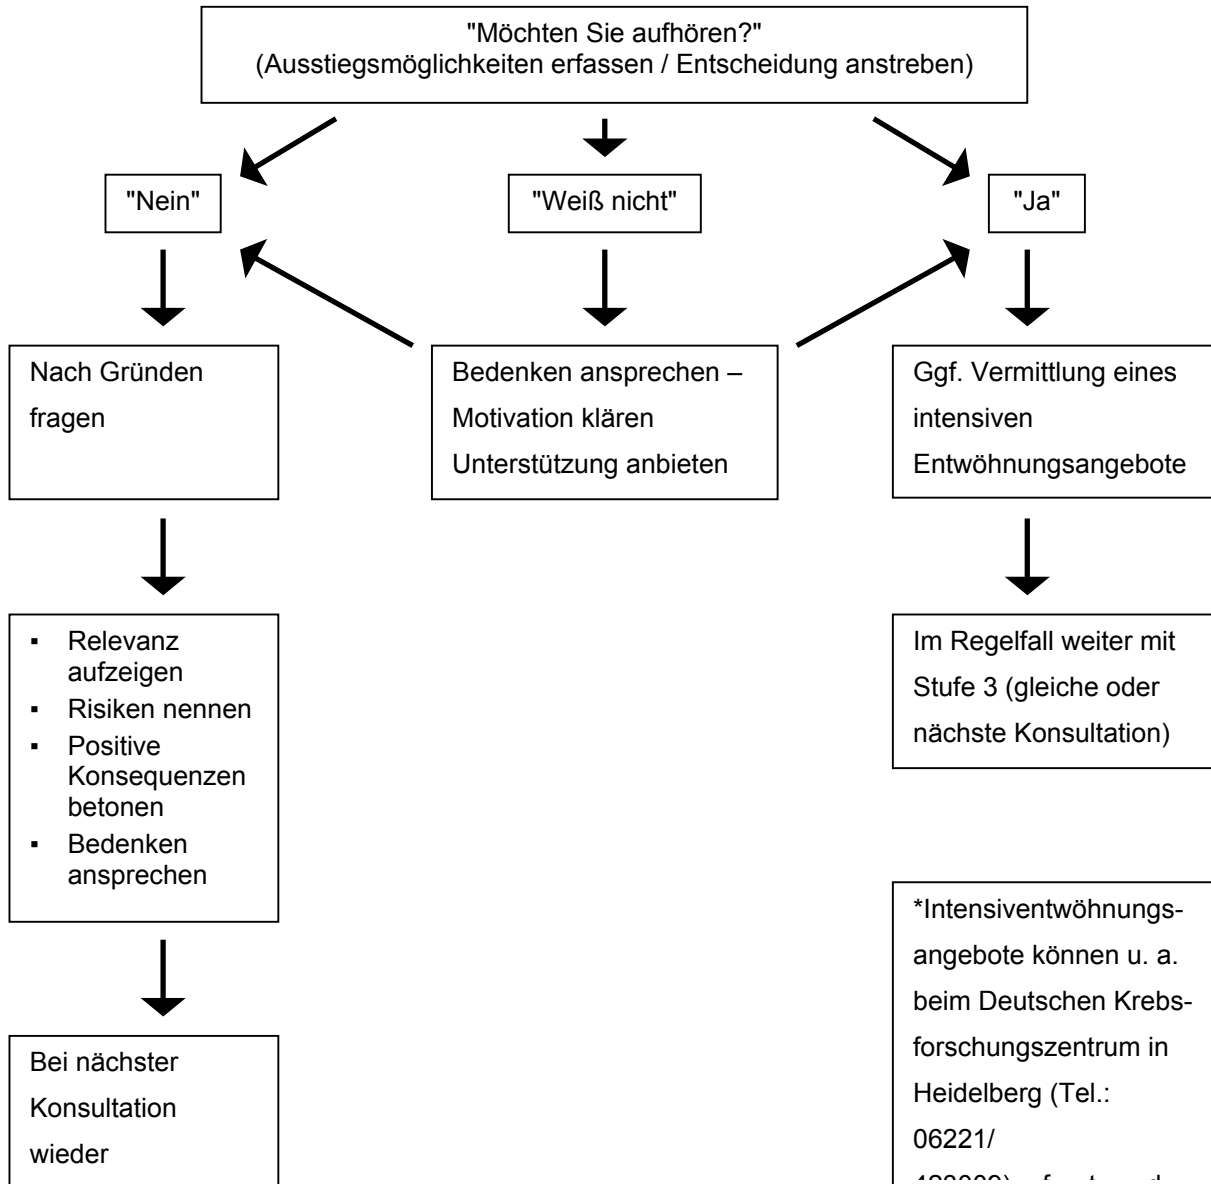 "Möchten Sie aufhören?"
(Ausstiegsmöglichkeiten erfassen / Entscheidung anstreben)
"Nein"
"Weiß nicht"
"Ja"
Nach Gründen
fragen
Bedenken ansprechen –
Motivation klären
Unterstützung anbieten
Ggf. Vermittlung eines
intensiven
Entwöhnungsangebote
▪ Relevanz
aufzeigen
▪ Risiken nennen
▪ Positive
Konsequenzen
betonen
▪ Bedenken
ansprechen
Im Regelfall weiter mit
Stufe 3 (gleiche oder
nächste Konsultation)
Bei nächster
Konsultation
wieder
*Intensiventwöhnungs-
angebote können u. a.
beim Deutschen Krebs-
forschungszentrum in
Heidelberg (Tel.:
06221/